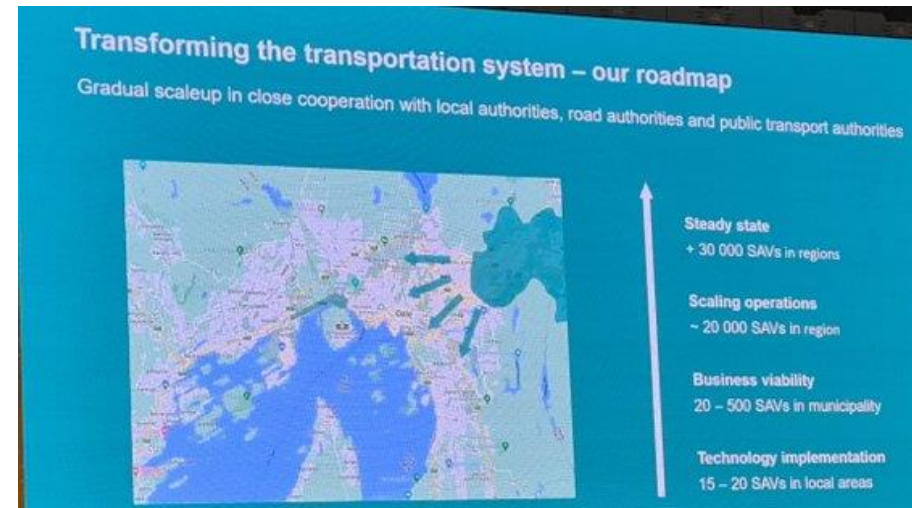 Transforming the transportation system – our roadmap
Gradual scaleup in close cooperation with local authorities, road authorities and public transport authorities
Oslo
Steady state
+ 30 000 SAVs in regions
Scaling operations
~ 20 000 SAVs in region
Business viability
20 – 500 SAVs in municipality
Technology implementation
15 – 20 SAVs in local areas